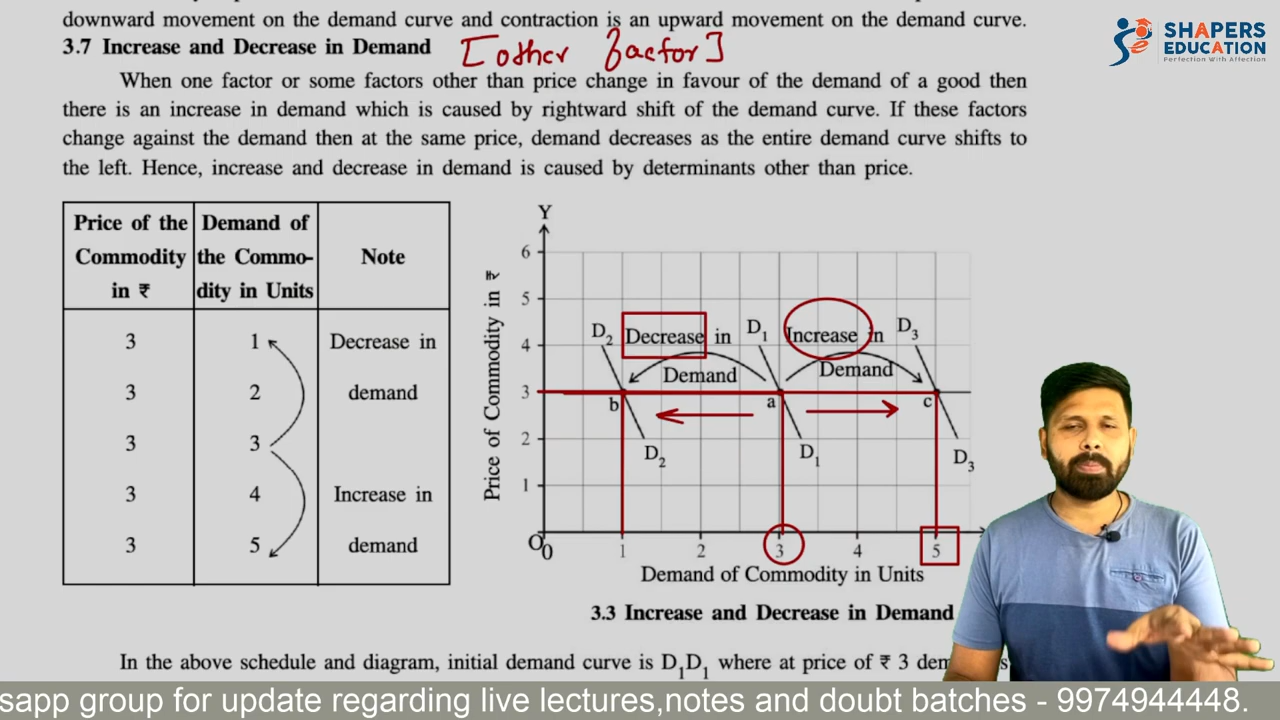 downward movement on the demand curve and contraction is an upward movement on the demand curve.
3.7 Increase and Decrease in Demand [other factor]
SHAPERS
EDUCATION
Perfection With Affection
When one factor or some factors other than price change in favour of the demand of a good then
there is an increase in demand which is caused by rightward shift of the demand curve. If these factors
change against the demand then at the same price, demand decreases as the entire demand curve shifts to
the left. Hence, increase and decrease in demand is caused by determinants other than price.
Price of the Commodity in ₹ | Demand of the Commo-dity in Units | Note
3 1 Decrease in
3 2 demand
3 3
3 4 Increase in
3 5 demand
Y
Price of Commodity in ₹
6
5
4
3
2
1
D₂ Decrease in D₁ Increase in D₃
Demand Demand
b a c
D₂ D₁ D₃
O 0 1 2 3 4 5
Demand of Commodity in Units
3.3 Increase and Decrease in Demand
In the above schedule and diagram, initial demand curve is D₁D₁ where at price of ₹ 3
sapp group for update regarding live lectures,notes and doubt batches - 9974944448.